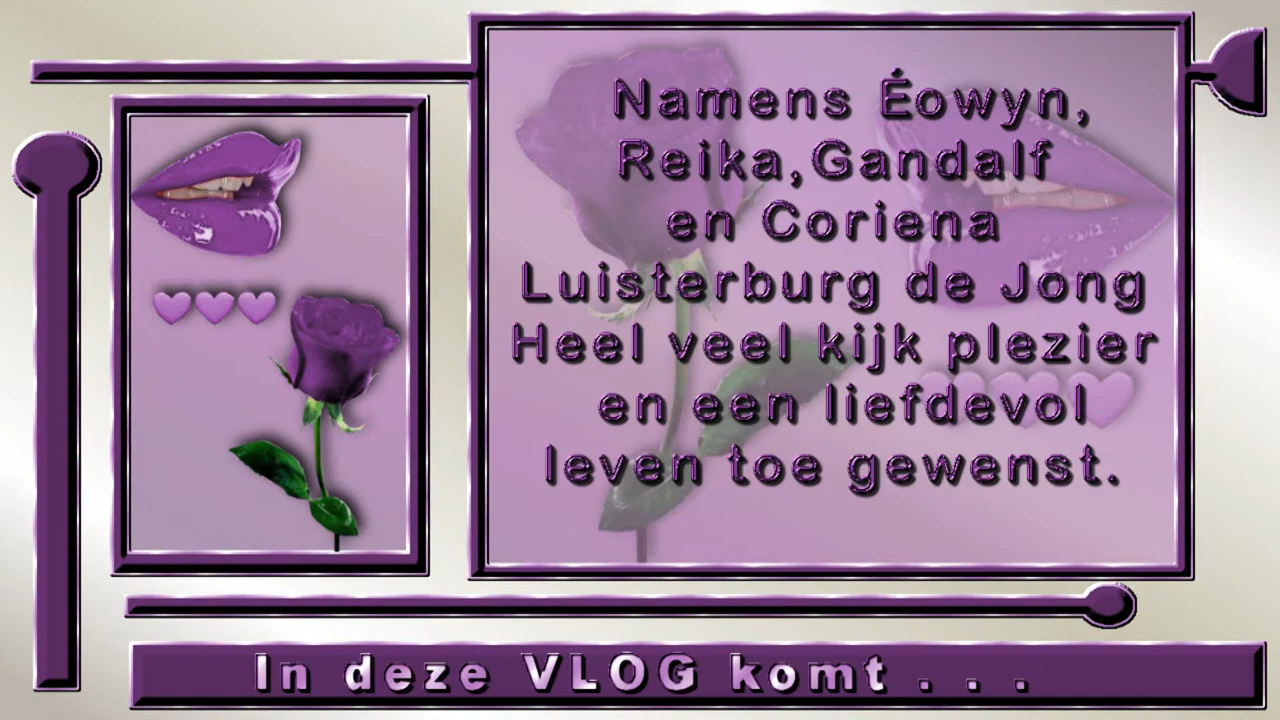 Namens Éowyn,
Reika,Gandalf
en Coriena
Luisterburg de Jong
Heel veel kijk plezier
en een liefdevol
leven toe gewenst.
In deze VLOG komt . . .